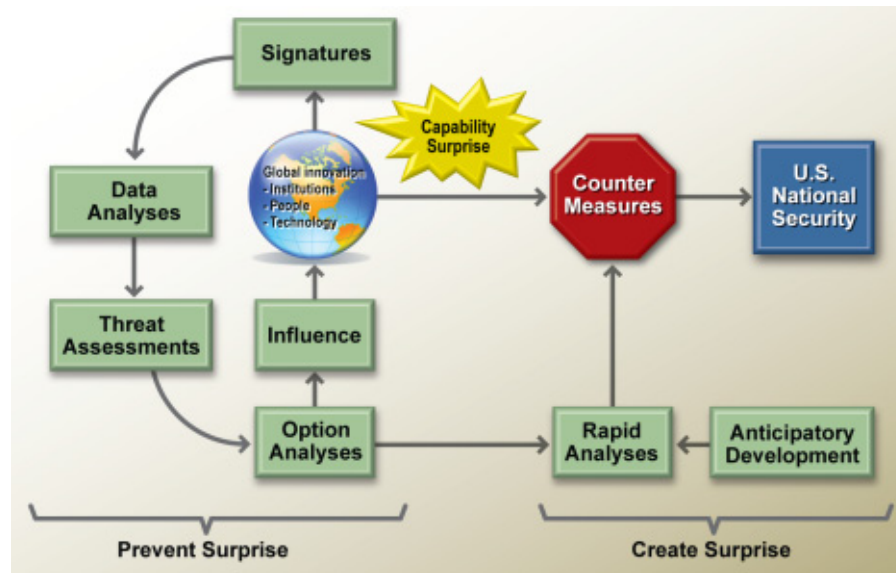 Signatures
Capability
Surprise
Global innovation
- Institutions
- People
- Technology
Counter
Measures
U.S.
National
Security
Data
Analyses
Threat
Assessments
Influence
Option
Analyses
Rapid
Analyses
Anticipatory
Development
Prevent Surprise
Create Surprise